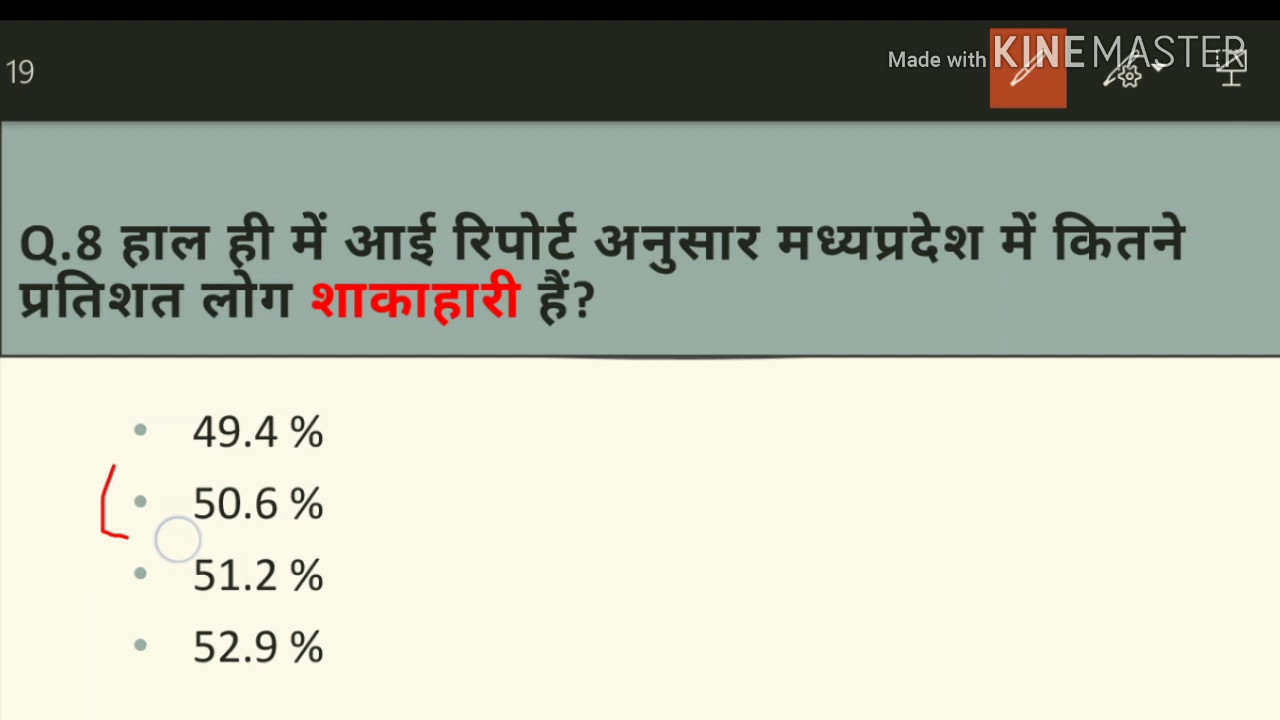 19
Made with KINEMASTER
Q.8 हाल ही में आई रिपोर्ट अनुसार मध्यप्रदेश में कितने
प्रतिशत लोग शाकाहारी हैं?
• 49.4 %
• 50.6 %
• 51.2 %
• 52.9 %